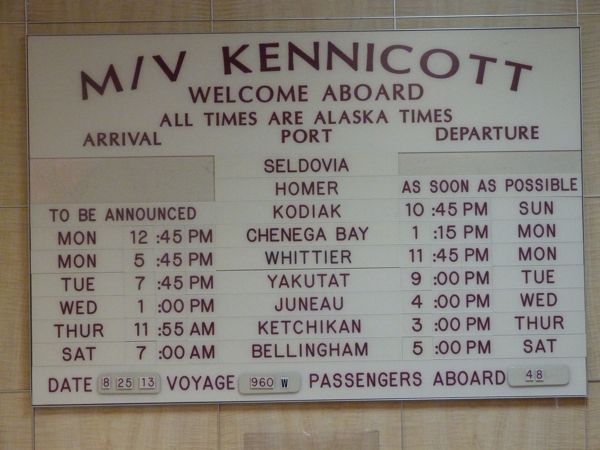 M/V KENNICOTT
WELCOME ABOARD
ALL TIMES ARE ALASKA TIMES
ARRIVAL PORT DEPARTURE
SELDOVIA
HOMER AS SOON AS POSSIBLE
TO BE ANNOUNCED KODIAK 10 :45 PM SUN
MON 12 :45 PM CHENEGA BAY 1 :15 PM MON
MON 5 :45 PM WHITTIER 11 :45 PM MON
TUE 7 :45 PM YAKUTAT 9 :00 PM TUE
WED 1 :00 PM JUNEAU 4 :00 PM WED
THUR 11 :55 AM KETCHIKAN 3 :00 PM THUR
SAT 7 :00 AM BELLINGHAM 5 :00 PM SAT
DATE 8 25 13 VOYAGE 960 W PASSENGERS ABOARD 48